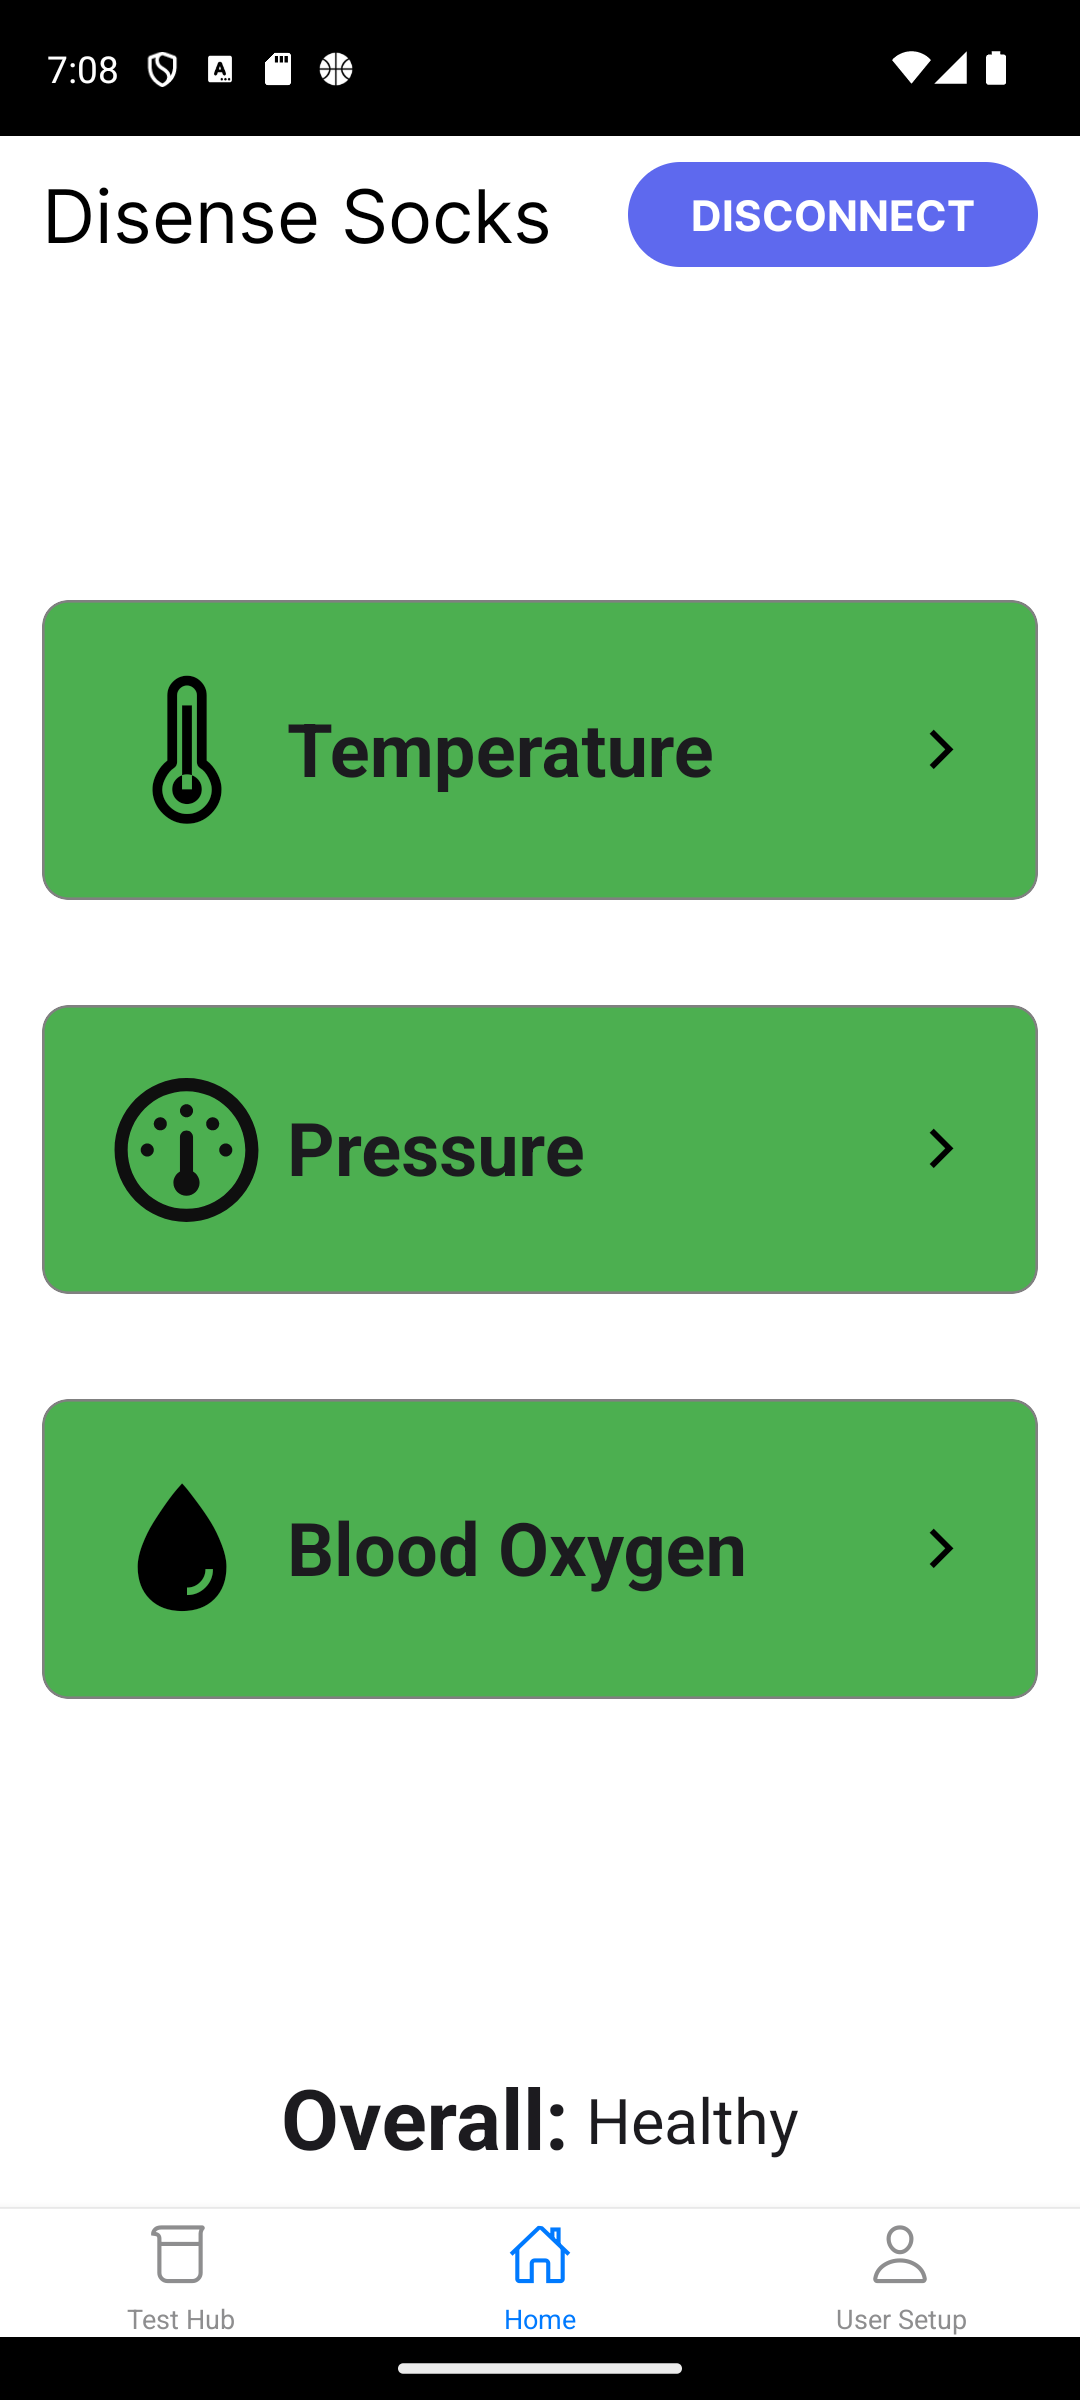 7:08
Disense Socks
DISCONNECT
Temperature
Pressure
Blood Oxygen
Overall: Healthy
Test Hub
Home
User Setup